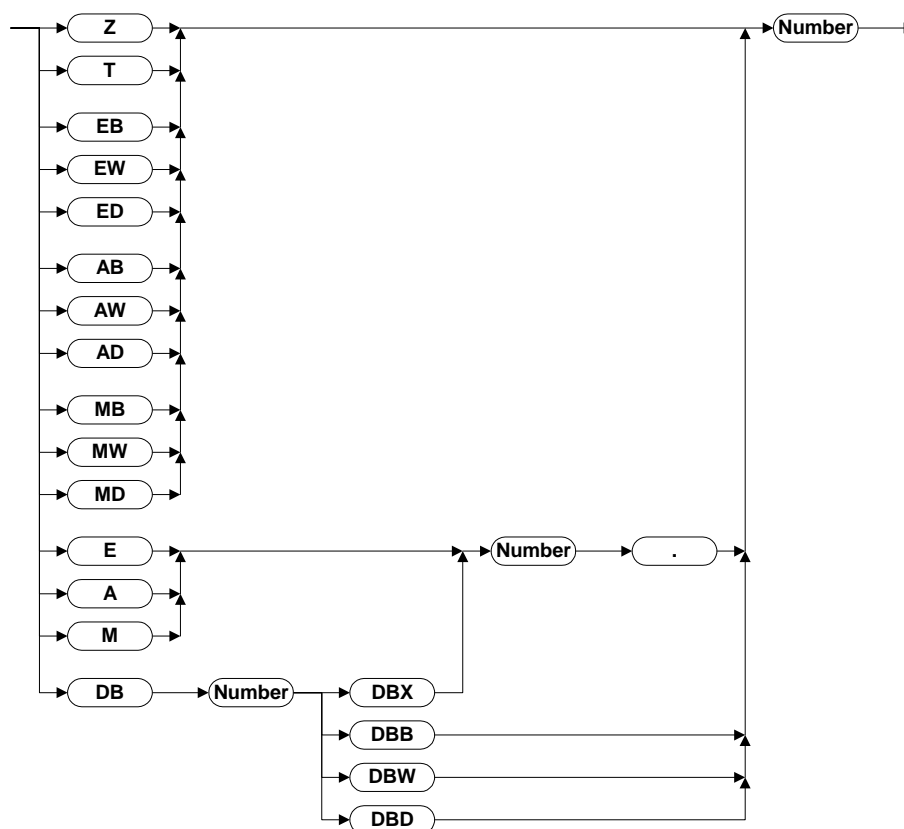 Z Number
T
EB
EW
ED
AB
AW
AD
MB
MW
MD
E Number .
A
M
DB Number DBX
DBB
DBW
DBD